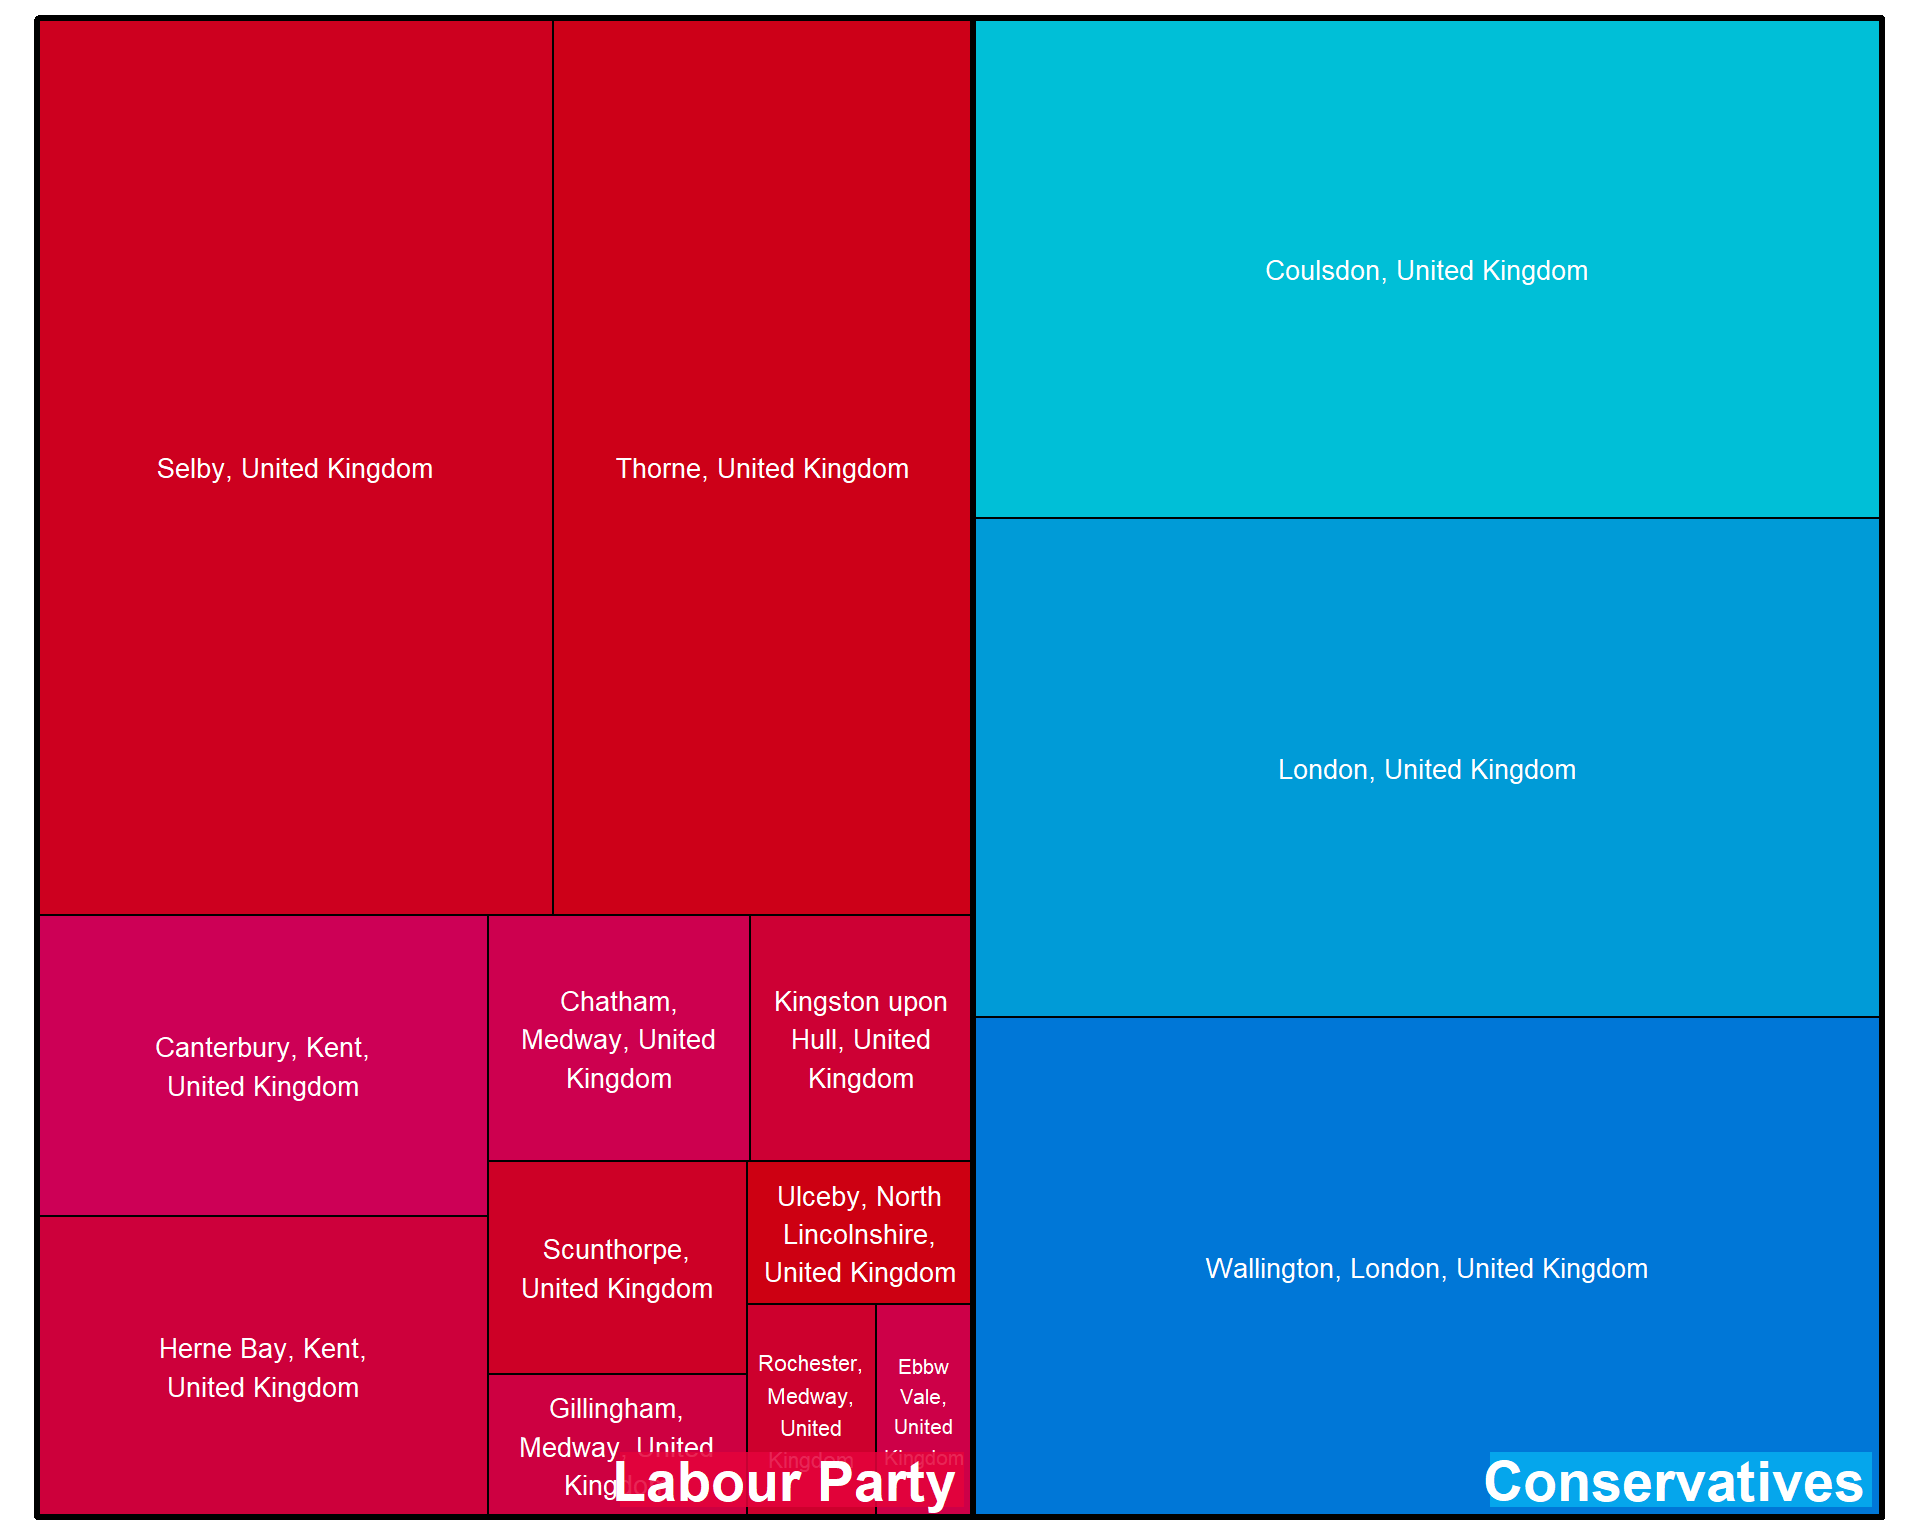 Selby, United Kingdom
Thorne, United Kingdom
Canterbury, Kent,
United Kingdom
Herne Bay, Kent,
United Kingdom
Chatham,
Medway, United
Kingdom
Kingston upon
Hull, United
Kingdom
Scunthorpe,
United Kingdom
Ulceby, North
Lincolnshire,
United Kingdom
Gillingham,
Medway, United
Kingdom
Rochester,
Medway,
United
Kingdom
Ebbw
Vale,
United
Kingdom
Labour Party
Coulsdon, United Kingdom
London, United Kingdom
Wallington, London, United Kingdom
Conservatives